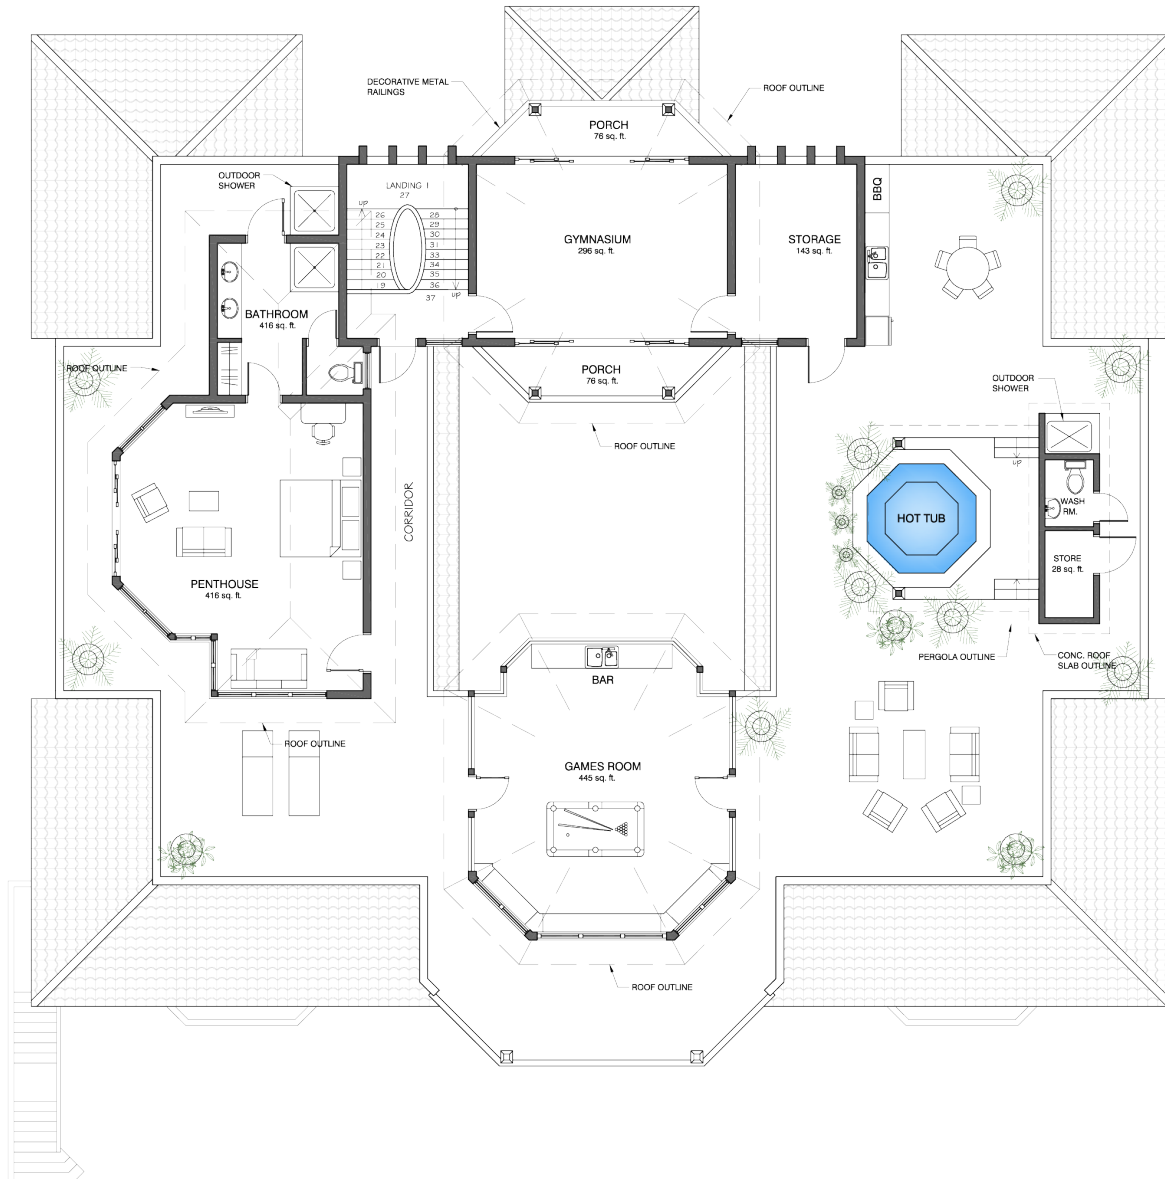 DECORATIVE METAL
RAILINGS
ROOF OUTLINE
PORCH
76 sq. ft.
OUTDOOR
SHOWER
LANDING 1
27
UP
26
25
24
23
22
21
20
19
28
29
30
31
33
34
35
36
37
UP
GYMNASIUM
296 sq. ft.
STORAGE
143 sq. ft.
BBQ
BATHROOM
416 sq. ft.
ROOF OUTLINE
PORCH
76 sq. ft.
ROOF OUTLINE
OUTDOOR
SHOWER
UP
CORRIDOR
HOT TUB
WASH
RM.
STORE
28 sq. ft.
PENTHOUSE
416 sq. ft.
PERGOLA OUTLINE
CONC. ROOF
SLAB OUTLINE
BAR
ROOF OUTLINE
GAMES ROOM
445 sq. ft.
ROOF OUTLINE